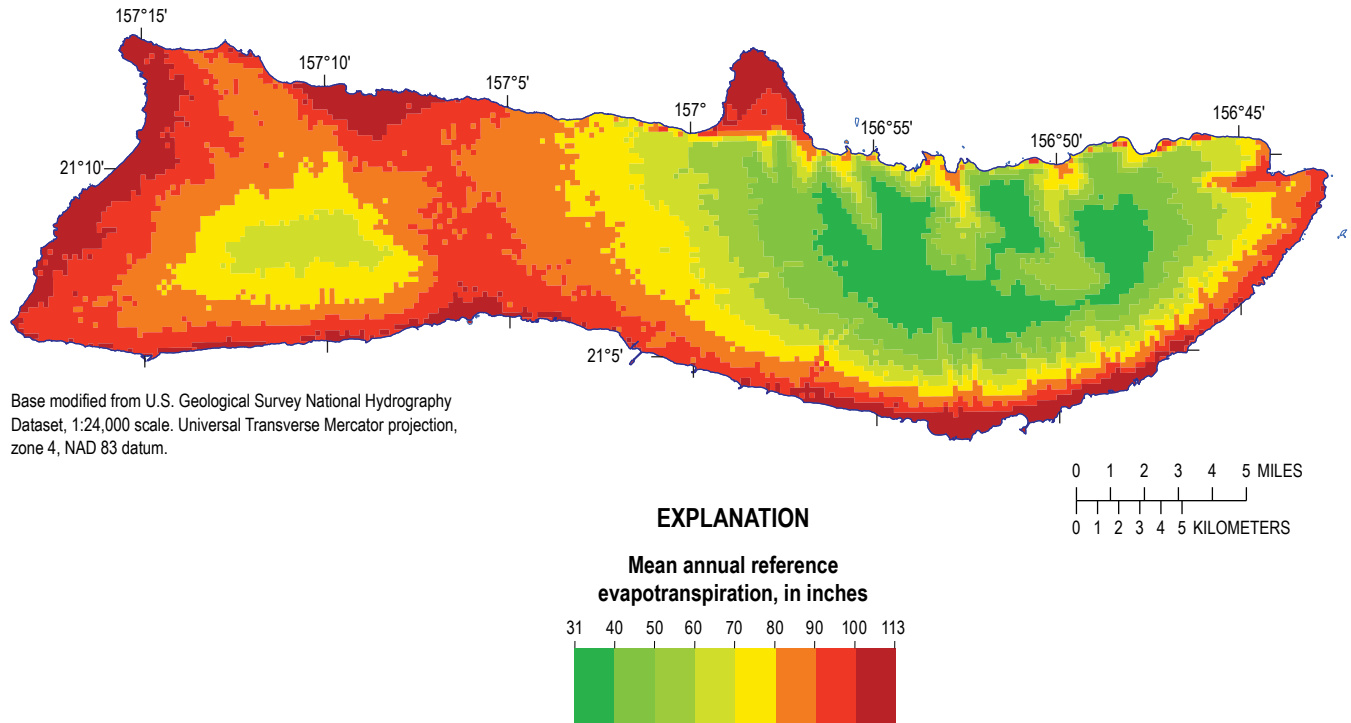 157°15'
157°10'
157°5'
157°
156°55'
156°50'
156°45'
21°10'
21°5'
Base modified from U.S. Geological Survey National Hydrography
Dataset, 1:24,000 scale. Universal Transverse Mercator projection,
zone 4, NAD 83 datum.
0 1 2 3 4 5 MILES
0 1 2 3 4 5 KILOMETERS
EXPLANATION
Mean annual reference
evapotranspiration, in inches
31 40 50 60 70 80 90 100 113